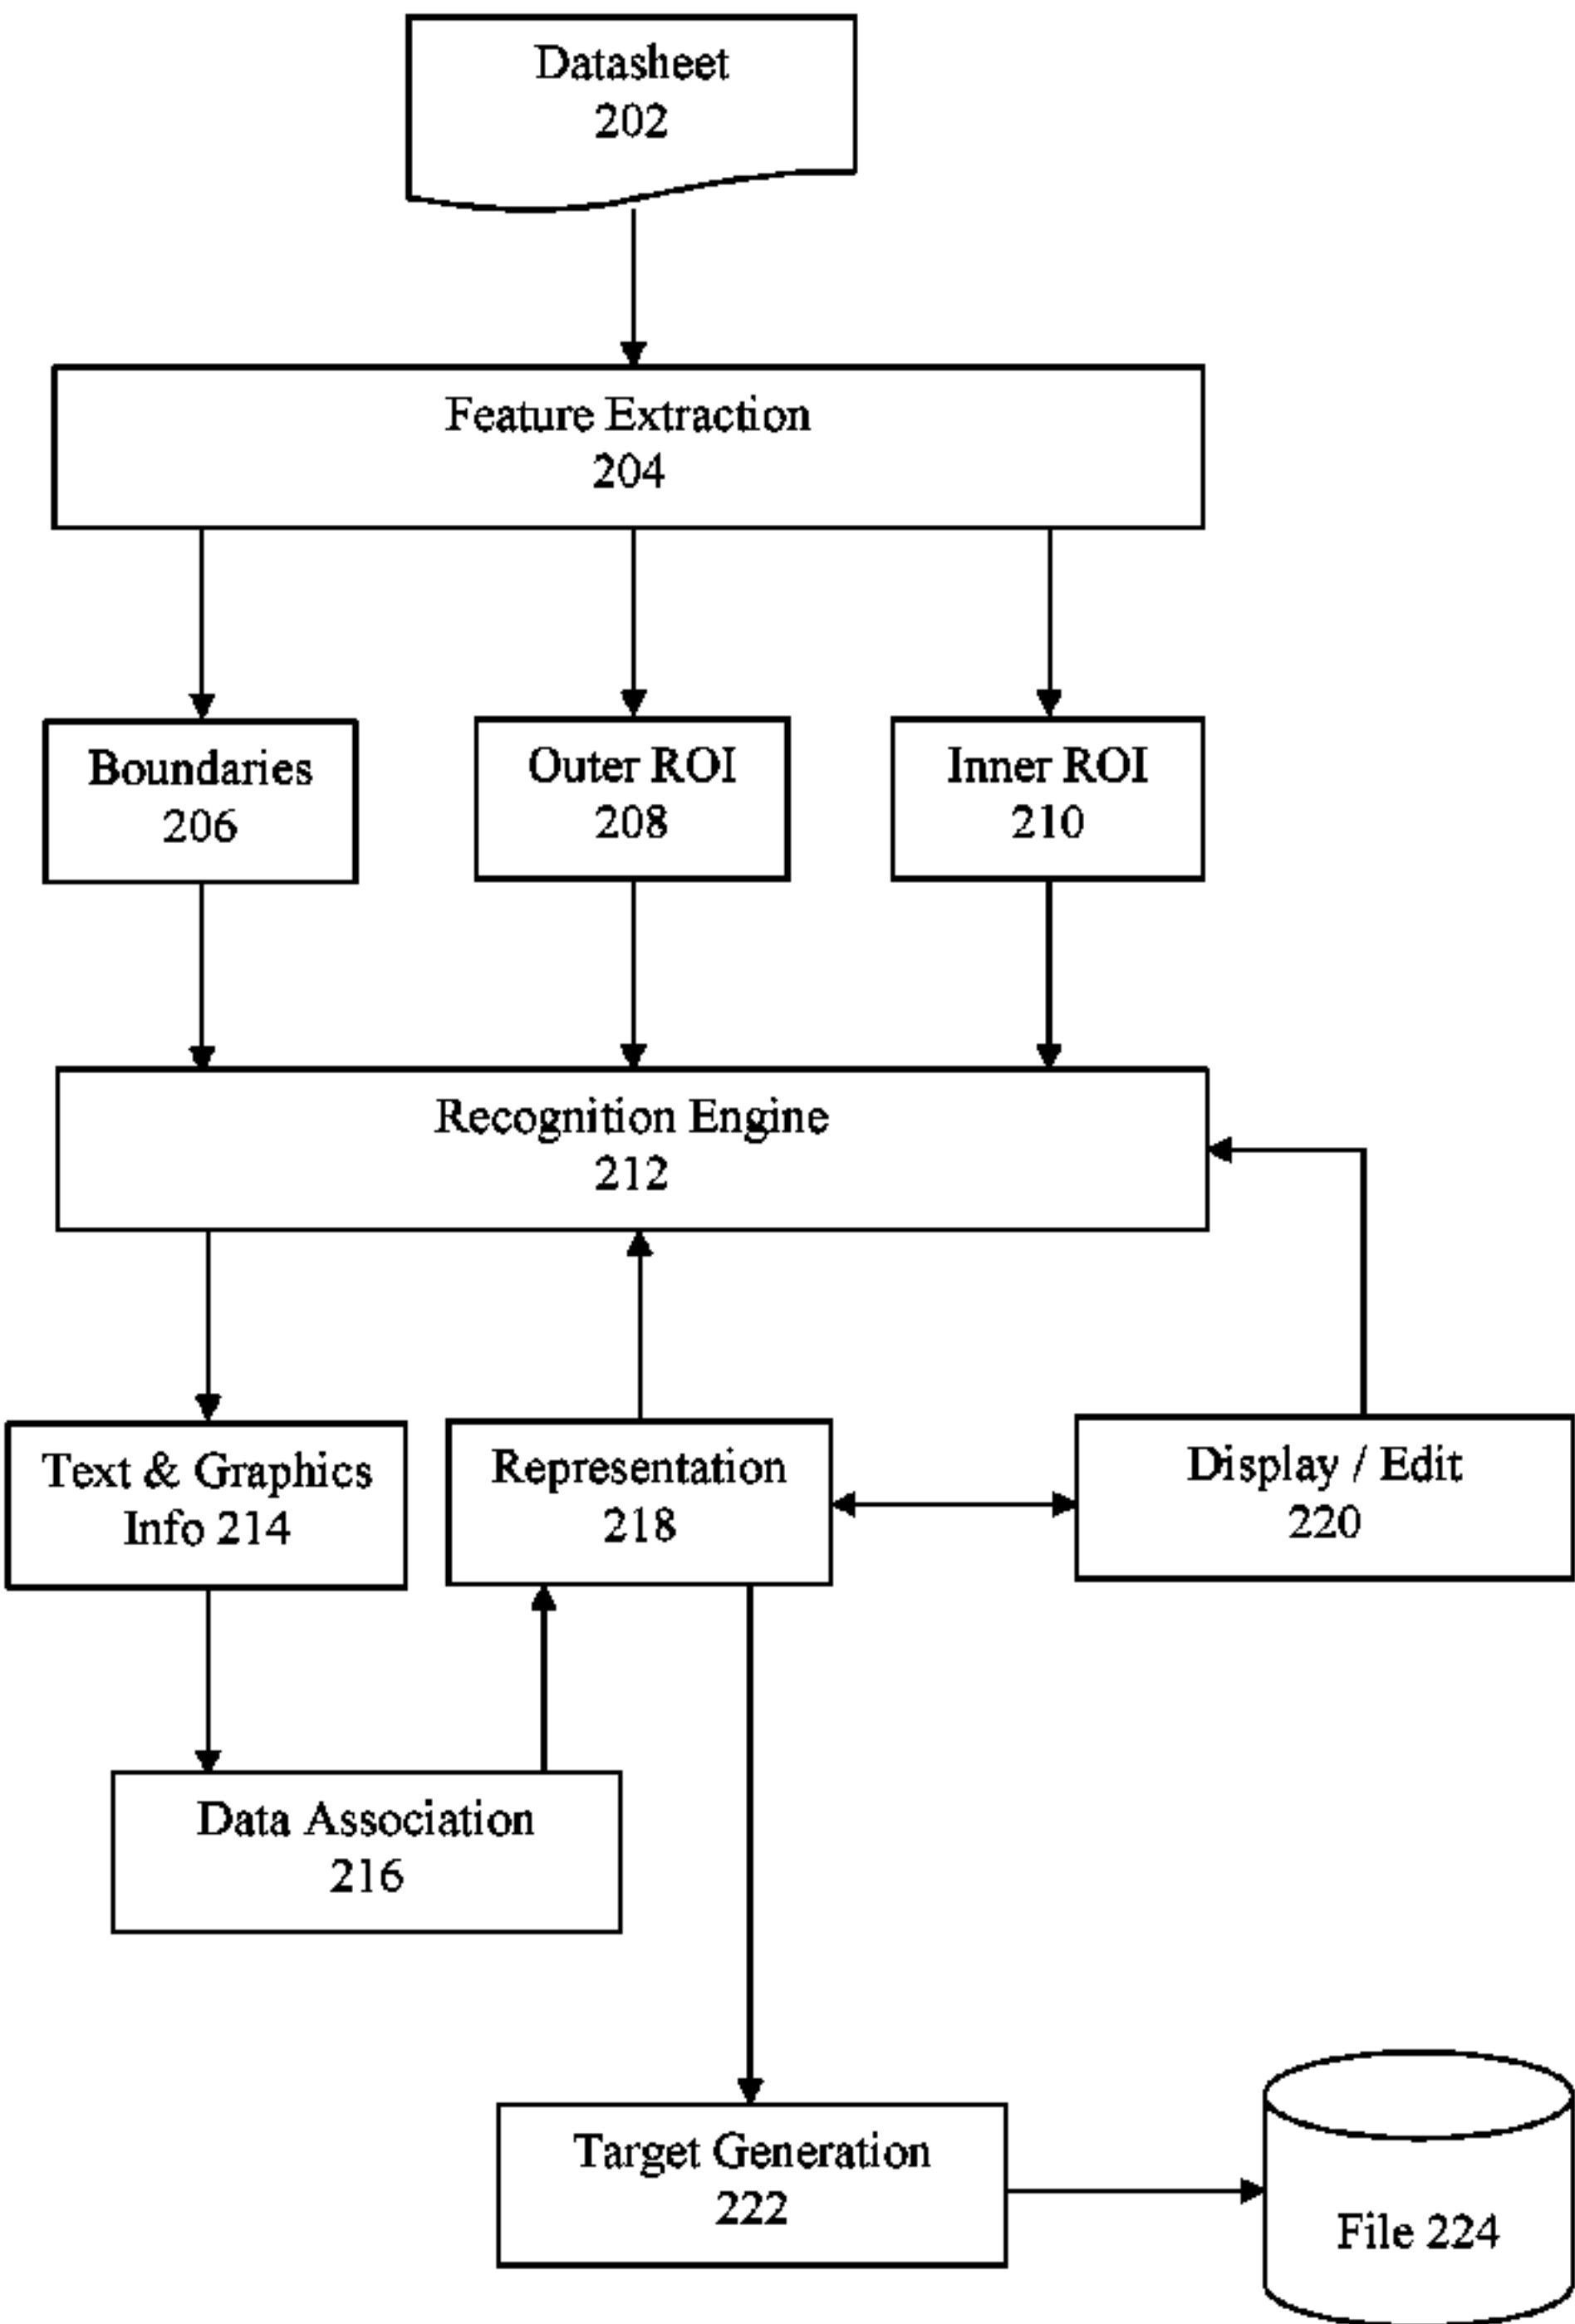 Datasheet
202
Feature Extraction
204
Boundaries
206
Outer ROI
208
Inner ROI
210
Recognition Engine
212
Text & Graphics
Info 214
Representation
218
Display / Edit
220
Data Association
216
Target Generation
222
File 224